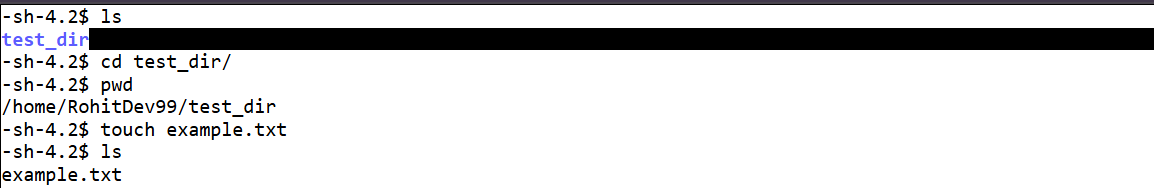 -sh-4.2$ ls
test_dir
-sh-4.2$ cd test_dir/
-sh-4.2$ pwd
/home/RohitDev99/test_dir
-sh-4.2$ touch example.txt
-sh-4.2$ ls
example.txt